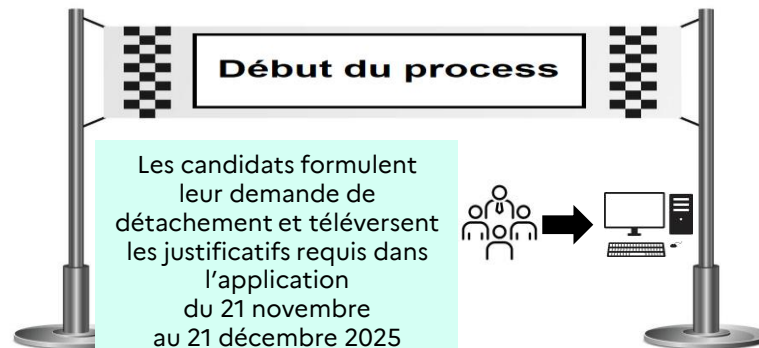 Début du process
Les candidats formulent
leur demande de
détachement et téléversent
les justificatifs requis dans
l'application
du 21 novembre
au 21 décembre 2025